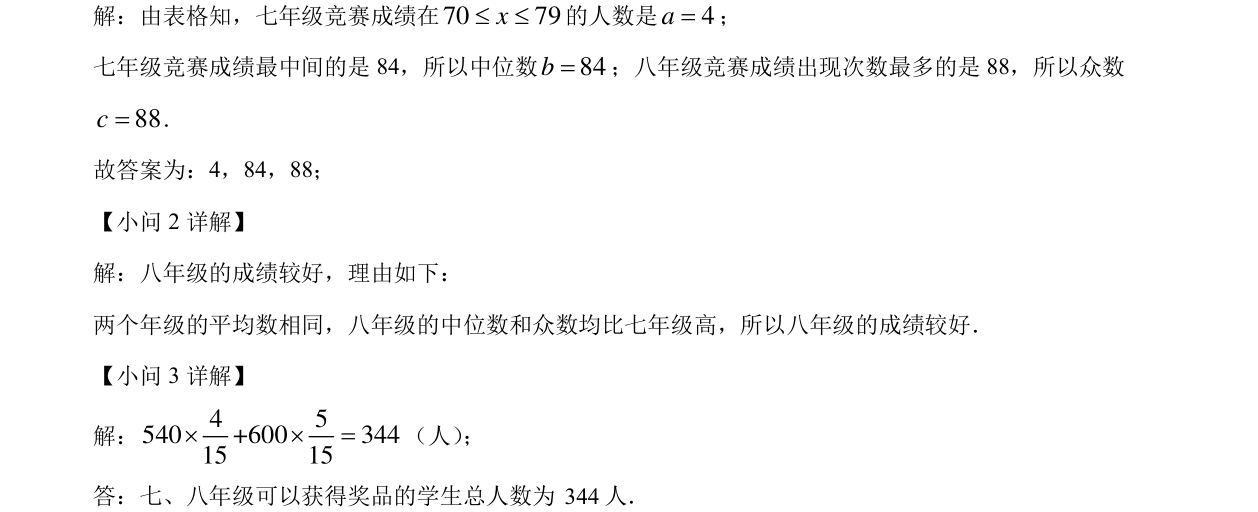 解：由表格知，七年级竞赛成绩在70≤x≤79的人数是a=4；
七年级竞赛成绩最中间的是 84，所以中位数b=84；八年级竞赛成绩出现次数最多的是 88，所以众数
c=88．
故答案为：4，84，88；
【小问 2 详解】
解：八年级的成绩较好，理由如下：
两个年级的平均数相同，八年级的中位数和众数均比七年级高，所以八年级的成绩较好．
【小问 3 详解】
解：540×4/15+600×5/15=344（人）；
答：七、八年级可以获得奖品的学生总人数为 344 人．